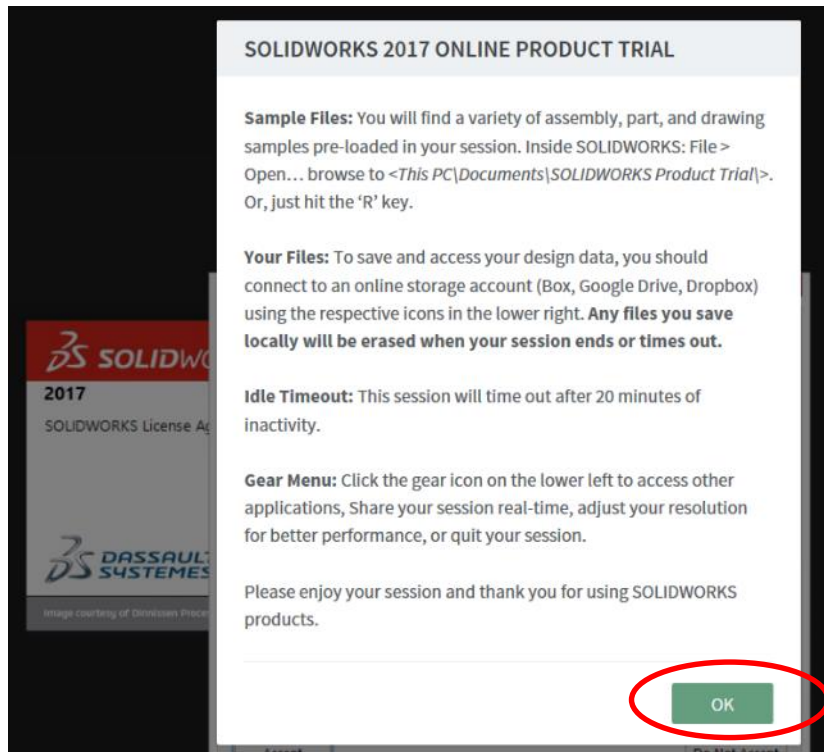 SOLIDWORKS 2017 ONLINE PRODUCT TRIAL
Sample Files: You will find a variety of assembly, part, and drawing
samples pre-loaded in your session. Inside SOLIDWORKS: File >
Open… browse to <This PC\Documents\SOLIDWORKS Product Trial\>.
Or, just hit the ‘R’ key.
Your Files: To save and access your design data, you should
connect to an online storage account (Box, Google Drive, Dropbox)
using the respective icons in the lower right. Any files you save
locally will be erased when your session ends or times out.
Idle Timeout: This session will time out after 20 minutes of
inactivity.
Gear Menu: Click the gear icon on the lower left to access other
applications, Share your session real-time, adjust your resolution
for better performance, or quit your session.
Please enjoy your session and thank you for using SOLIDWORKS
products.
OK
SOLIDWO
2017
SOLIDWORKS License Ag
DASSAULT
SYSTEMES
Image courtesy of Dinnissen Proce
Accept
Do Not Accept